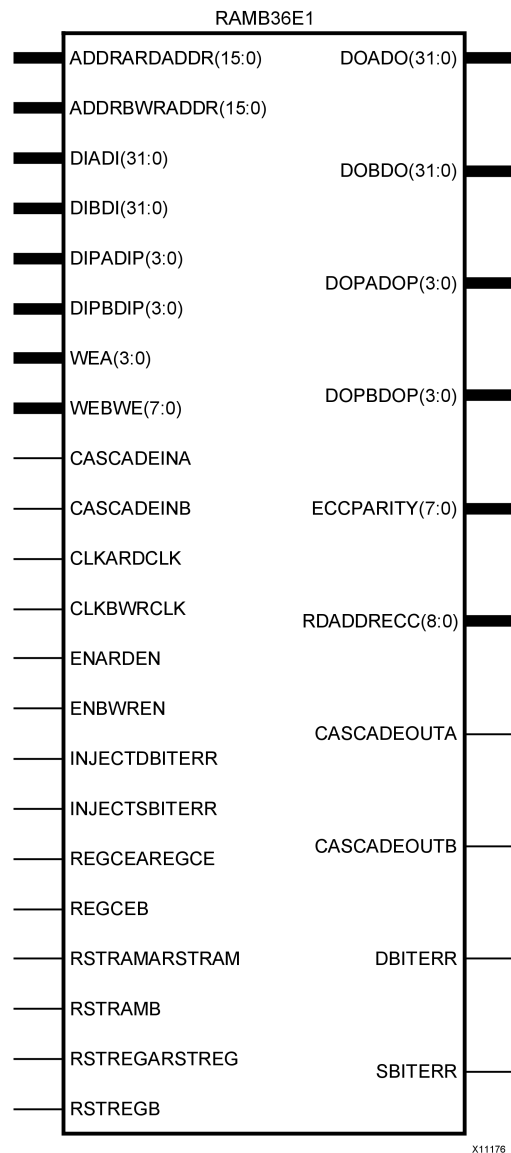 RAMB36E1
ADDRARDADDR(15:0)
ADDRBWRADDR(15:0)
DIADI(31:0)
DIBDI(31:0)
DIPADIP(3:0)
DIPBDIP(3:0)
WEA(3:0)
WEBWE(7:0)
CASCADEINA
CASCADEINB
CLKARDCLK
CLKBWRCLK
ENARDEN
ENBWREN
INJECTDBITERR
INJECTSBITERR
REGCEAREGCE
REGCEB
RSTRAMARSTRAM
RSTRAMB
RSTREGARSTREG
RSTREGB
DOADO(31:0)
DOBDO(31:0)
DOPADOP(3:0)
DOPBDOP(3:0)
ECCPARITY(7:0)
RDADDRECC(8:0)
CASCADEOUTA
CASCADEOUTB
DBITERR
SBITERR
X11176